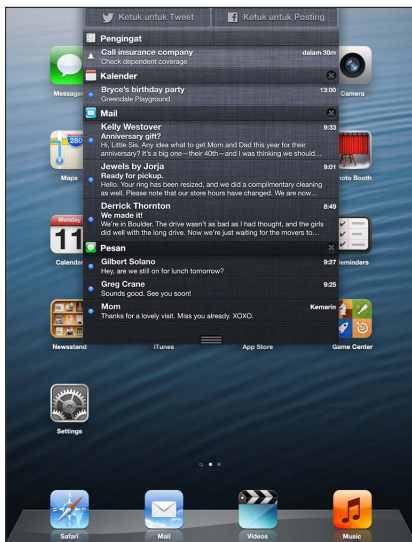 Ketuk untuk Tweet
Ketuk untuk Posting
Pengingat
Call insurance company
dalam 30m
Check dependent coverage
Kalender
Bryce's birthday party
13:00
Greendale Playground
Mail
Kelly Westover
9:33
Anniversary gift?
Hi, Little Sis. Any idea what to get Mom and Dad this year for their
anniversary? It's a big one—their 40th—and I was thinking we should…
Jewels by Jorja
9:01
Ready for pickup.
Hello. Your ring has been resized, and we did a complimentary cleaning
as well. Please note that our store hours have changed. We are now…
Derrick Thornton
8:49
We made it!
We're in Boulder. The drive wasn't as bad as I had thought, and the girls
did well with the long drive. Now we're just waiting for the movers to…
Pesan
Gilbert Solano
9:27
Hey, are we still on for lunch tomorrow?
Greg Crane
9:25
Sounds good. See you soon!
Mom
Kemarin
Thanks for a lovely visit. Miss you already. XOXO.
Messages
Camera
280
Maps
Photo Booth
Monday
11
Calendar
Reminders
Newsstand
iTunes
App Store
Game Center
Settings
Safari
Mail
Videos
Music